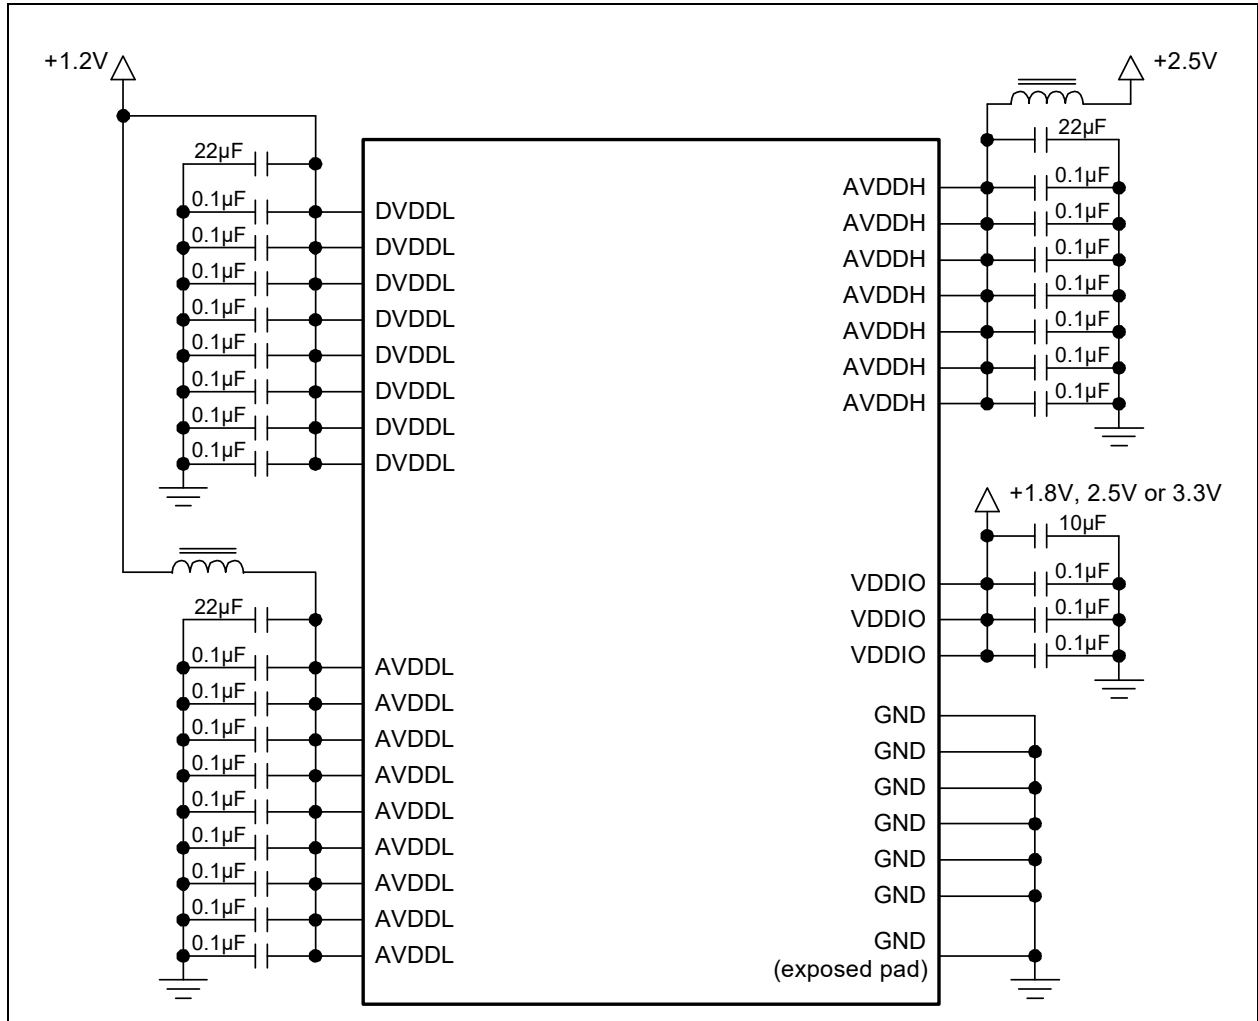 +1.2V
22µF
0.1µF
DVDDL
0.1µF
DVDDL
0.1µF
DVDDL
0.1µF
DVDDL
0.1µF
DVDDL
0.1µF
DVDDL
0.1µF
DVDDL
0.1µF
DVDDL
22µF
0.1µF
AVDDL
0.1µF
AVDDL
0.1µF
AVDDL
0.1µF
AVDDL
0.1µF
AVDDL
0.1µF
AVDDL
0.1µF
AVDDL
0.1µF
AVDDL
0.1µF
AVDDL
+2.5V
22µF
AVDDH
0.1µF
AVDDH
0.1µF
AVDDH
0.1µF
AVDDH
0.1µF
AVDDH
0.1µF
AVDDH
0.1µF
AVDDH
0.1µF
+1.8V, 2.5V or 3.3V
10µF
VDDIO
0.1µF
VDDIO
0.1µF
VDDIO
0.1µF
GND
GND
GND
GND
GND
GND
GND
(exposed pad)